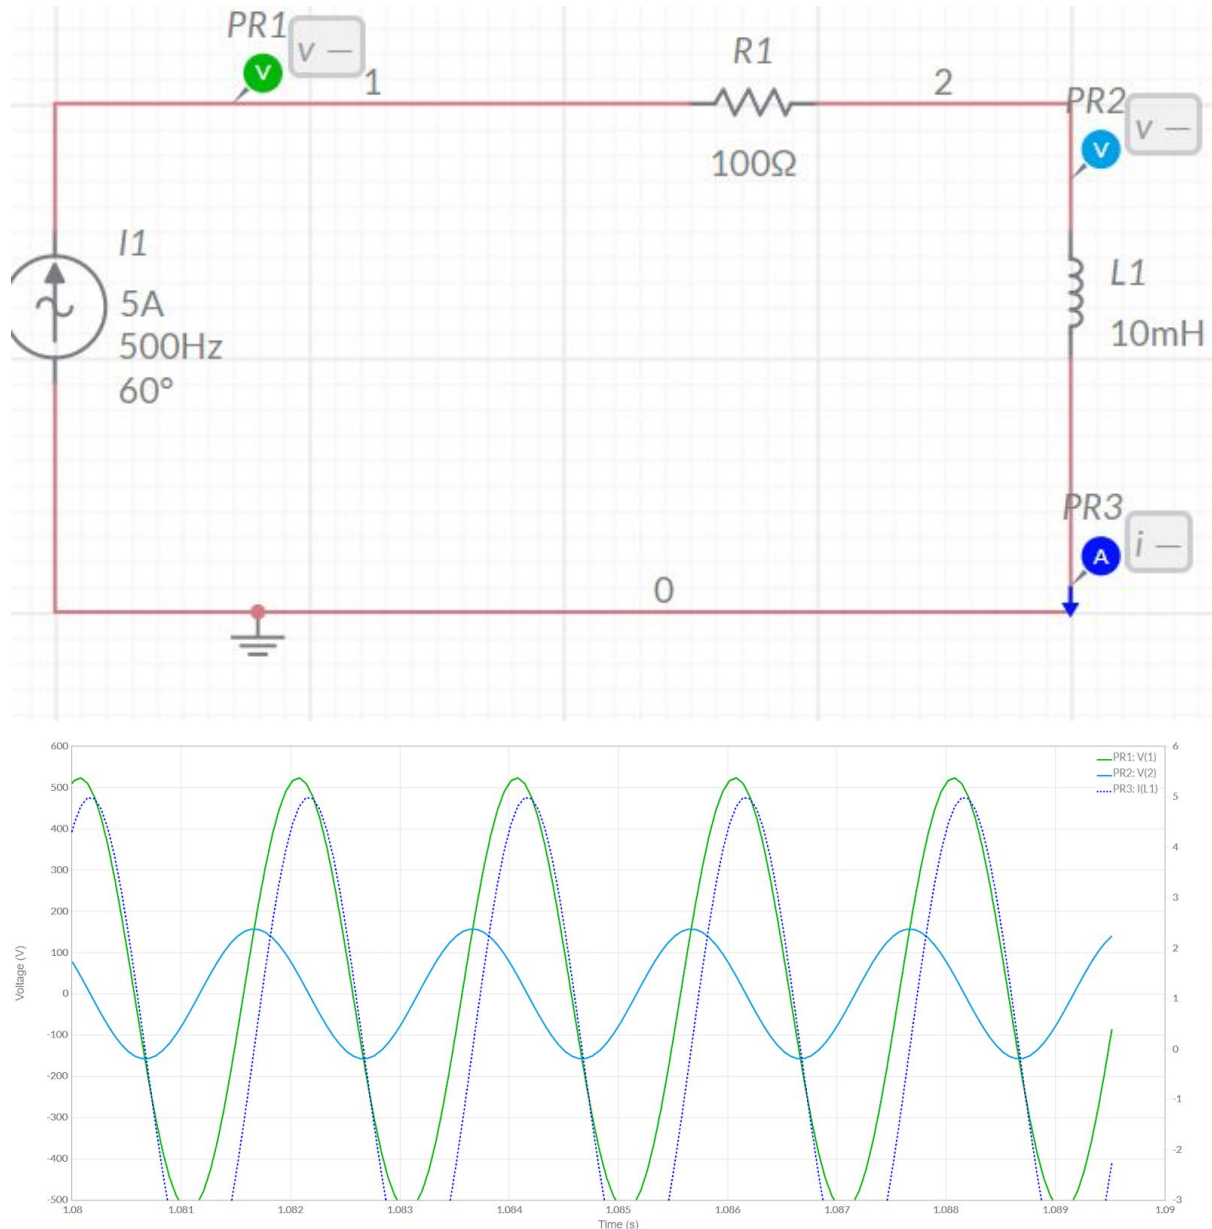 PR1
V
v —
1
R1
100Ω
2
PR2
V
v —
I1
5A
500Hz
60°
L1
10mH
PR3
A
i —
0
600
500
400
300
200
100
0
-100
-200
-300
-400
-500
Voltage (V)
6
5
4
3
2
1
0
-1
-2
-3
PR1: V(1)
PR2: V(2)
PR3: I(L1)
1.08 1.081 1.082 1.083 1.084 1.085 1.086 1.087 1.088 1.089 1.09
Time (s)